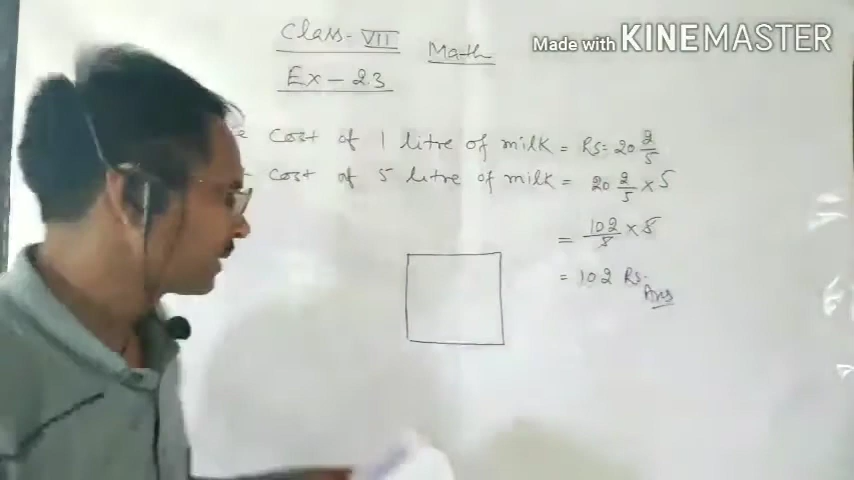 Class - VII
Math
Made with KINEMASTER
Ex - 23
cost of 1 litre of milk = Rs = 20 2/5
cost of 5 litre of milk = 20 2/5 × 5
= 102/5 × 5
= 102 Rs.
Ans